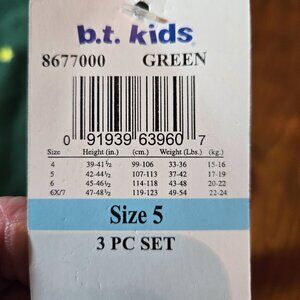 b.t. kids
8677000 GREEN
0 91939 63960 7
Size Height (in.) (cm.) Weight (Lbs.) (kg.)
4 39-41½ 99-106 33-36 15-16
5 42-44½ 107-113 37-42 17-19
6 45-46½ 114-118 43-48 20-22
6X/7 47-48½ 119-123 49-54 22-24
Size 5
3 PC SET